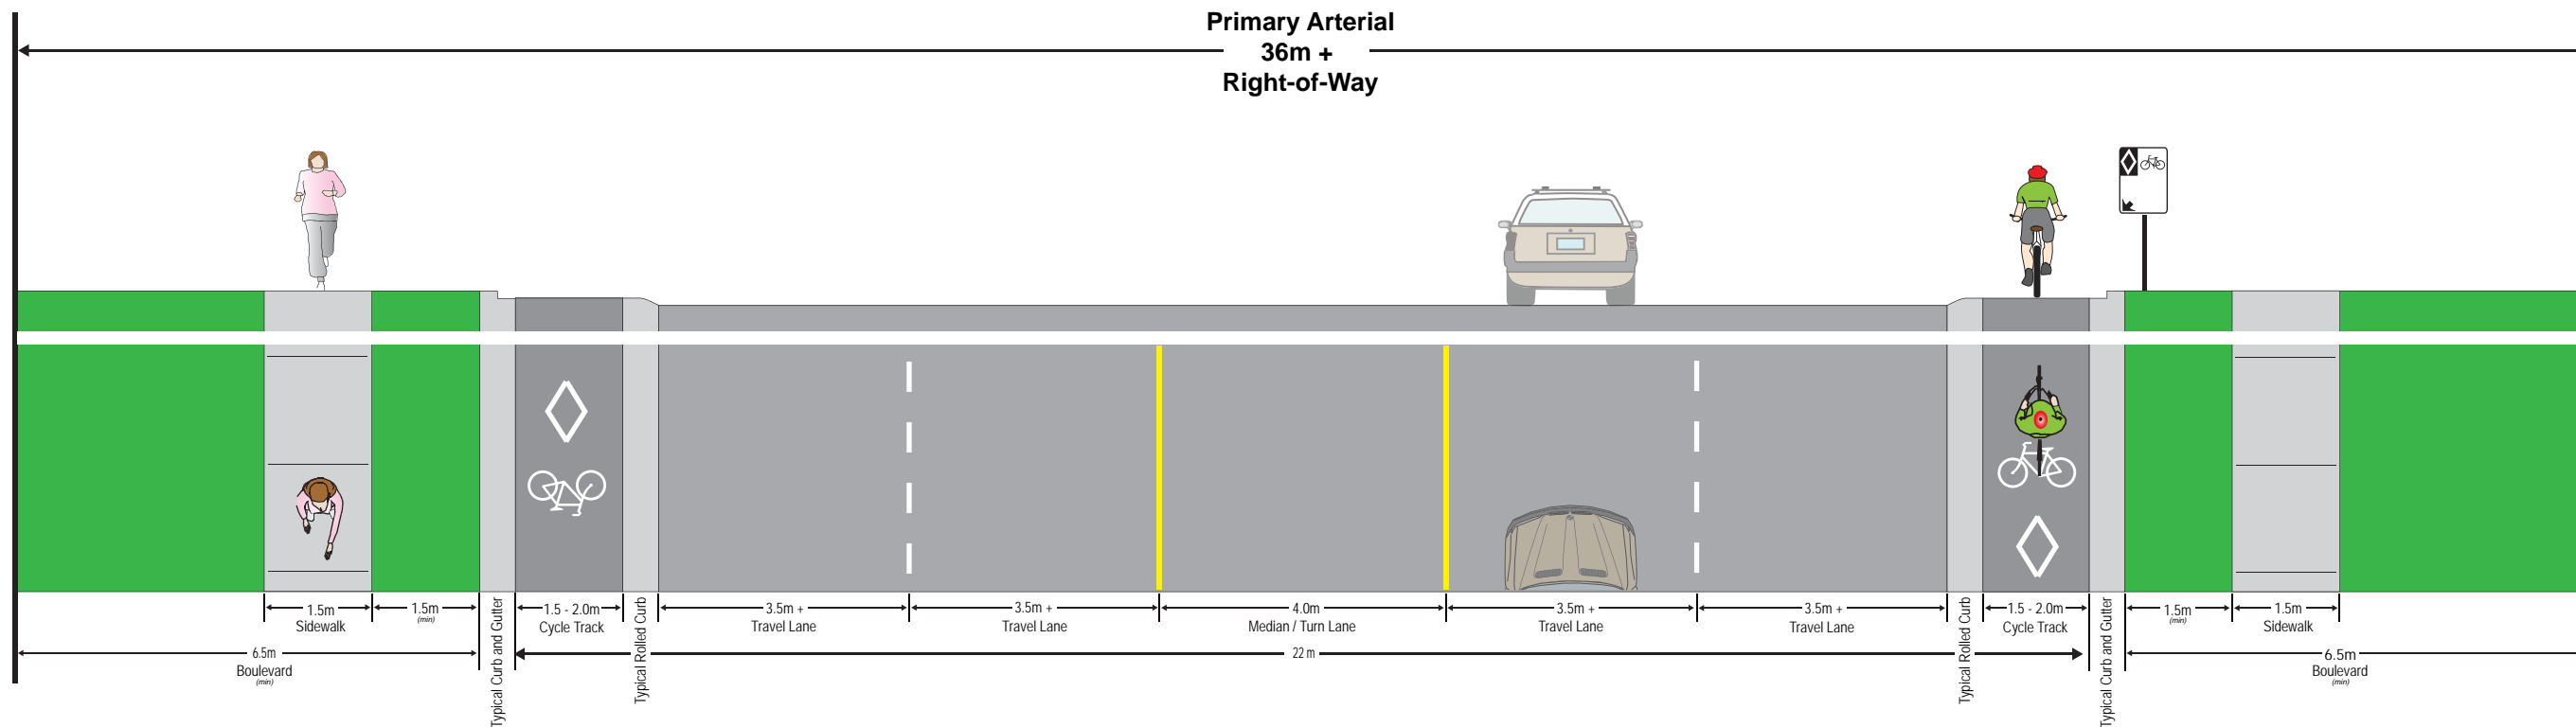 Primary Arterial
36m +
Right-of-Way
1.5m
Sidewalk
1.5m
(min)
1.5 - 2.0m
Cycle Track
3.5m +
Travel Lane
3.5m +
Travel Lane
4.0m
Median / Turn Lane
3.5m +
Travel Lane
3.5m +
Travel Lane
1.5 - 2.0m
Cycle Track
1.5m
(min)
1.5m
Sidewalk
6.5m
Boulevard
(min)
Typical Curb and Gutter
Typical Rolled Curb
22 m
Typical Rolled Curb
Typical Curb and Gutter
6.5m
Boulevard
(min)